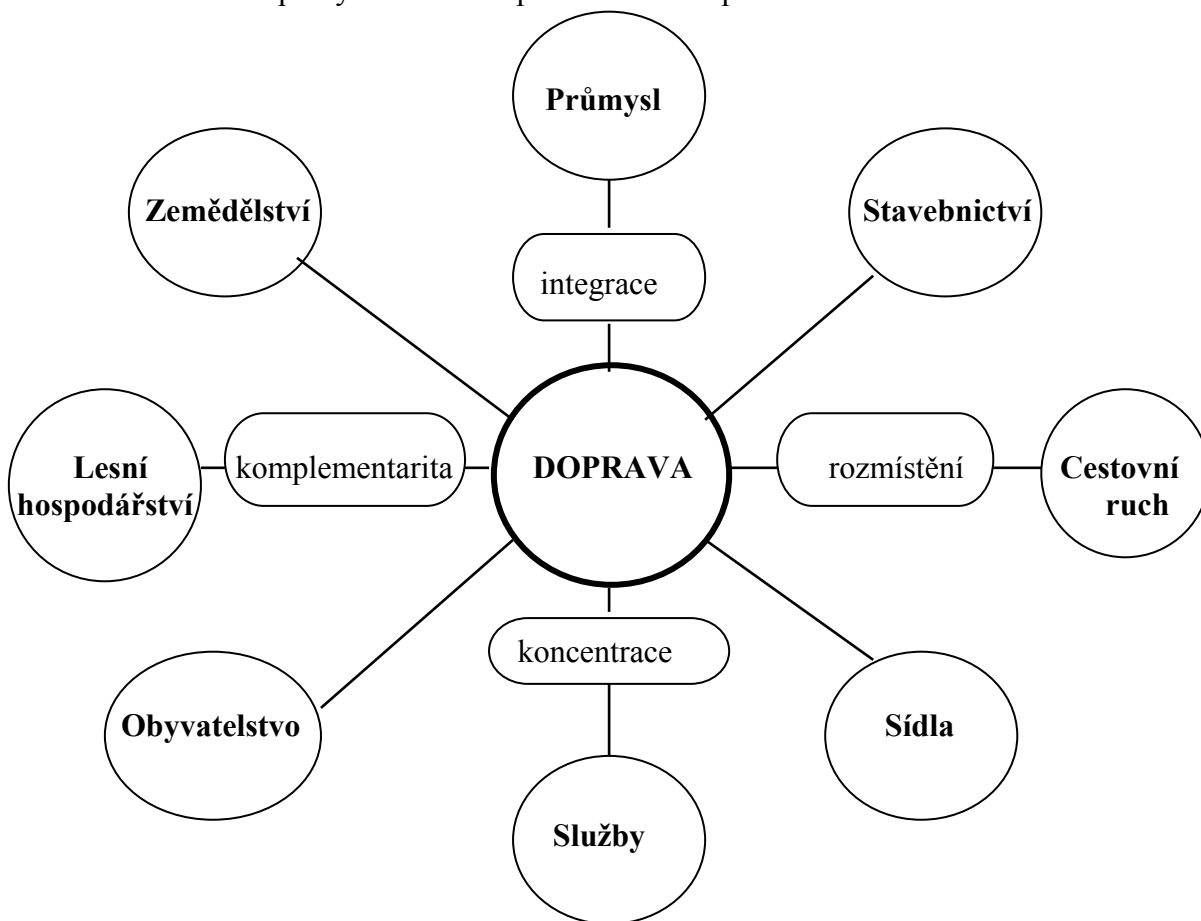 Průmysl
Zemědělství
Stavebnictví
integrace
Lesní
hospodářství
komplementarita
DOPRAVA
rozmístění
Cestovní
ruch
koncentrace
Obyvatelstvo
Sídla
Služby